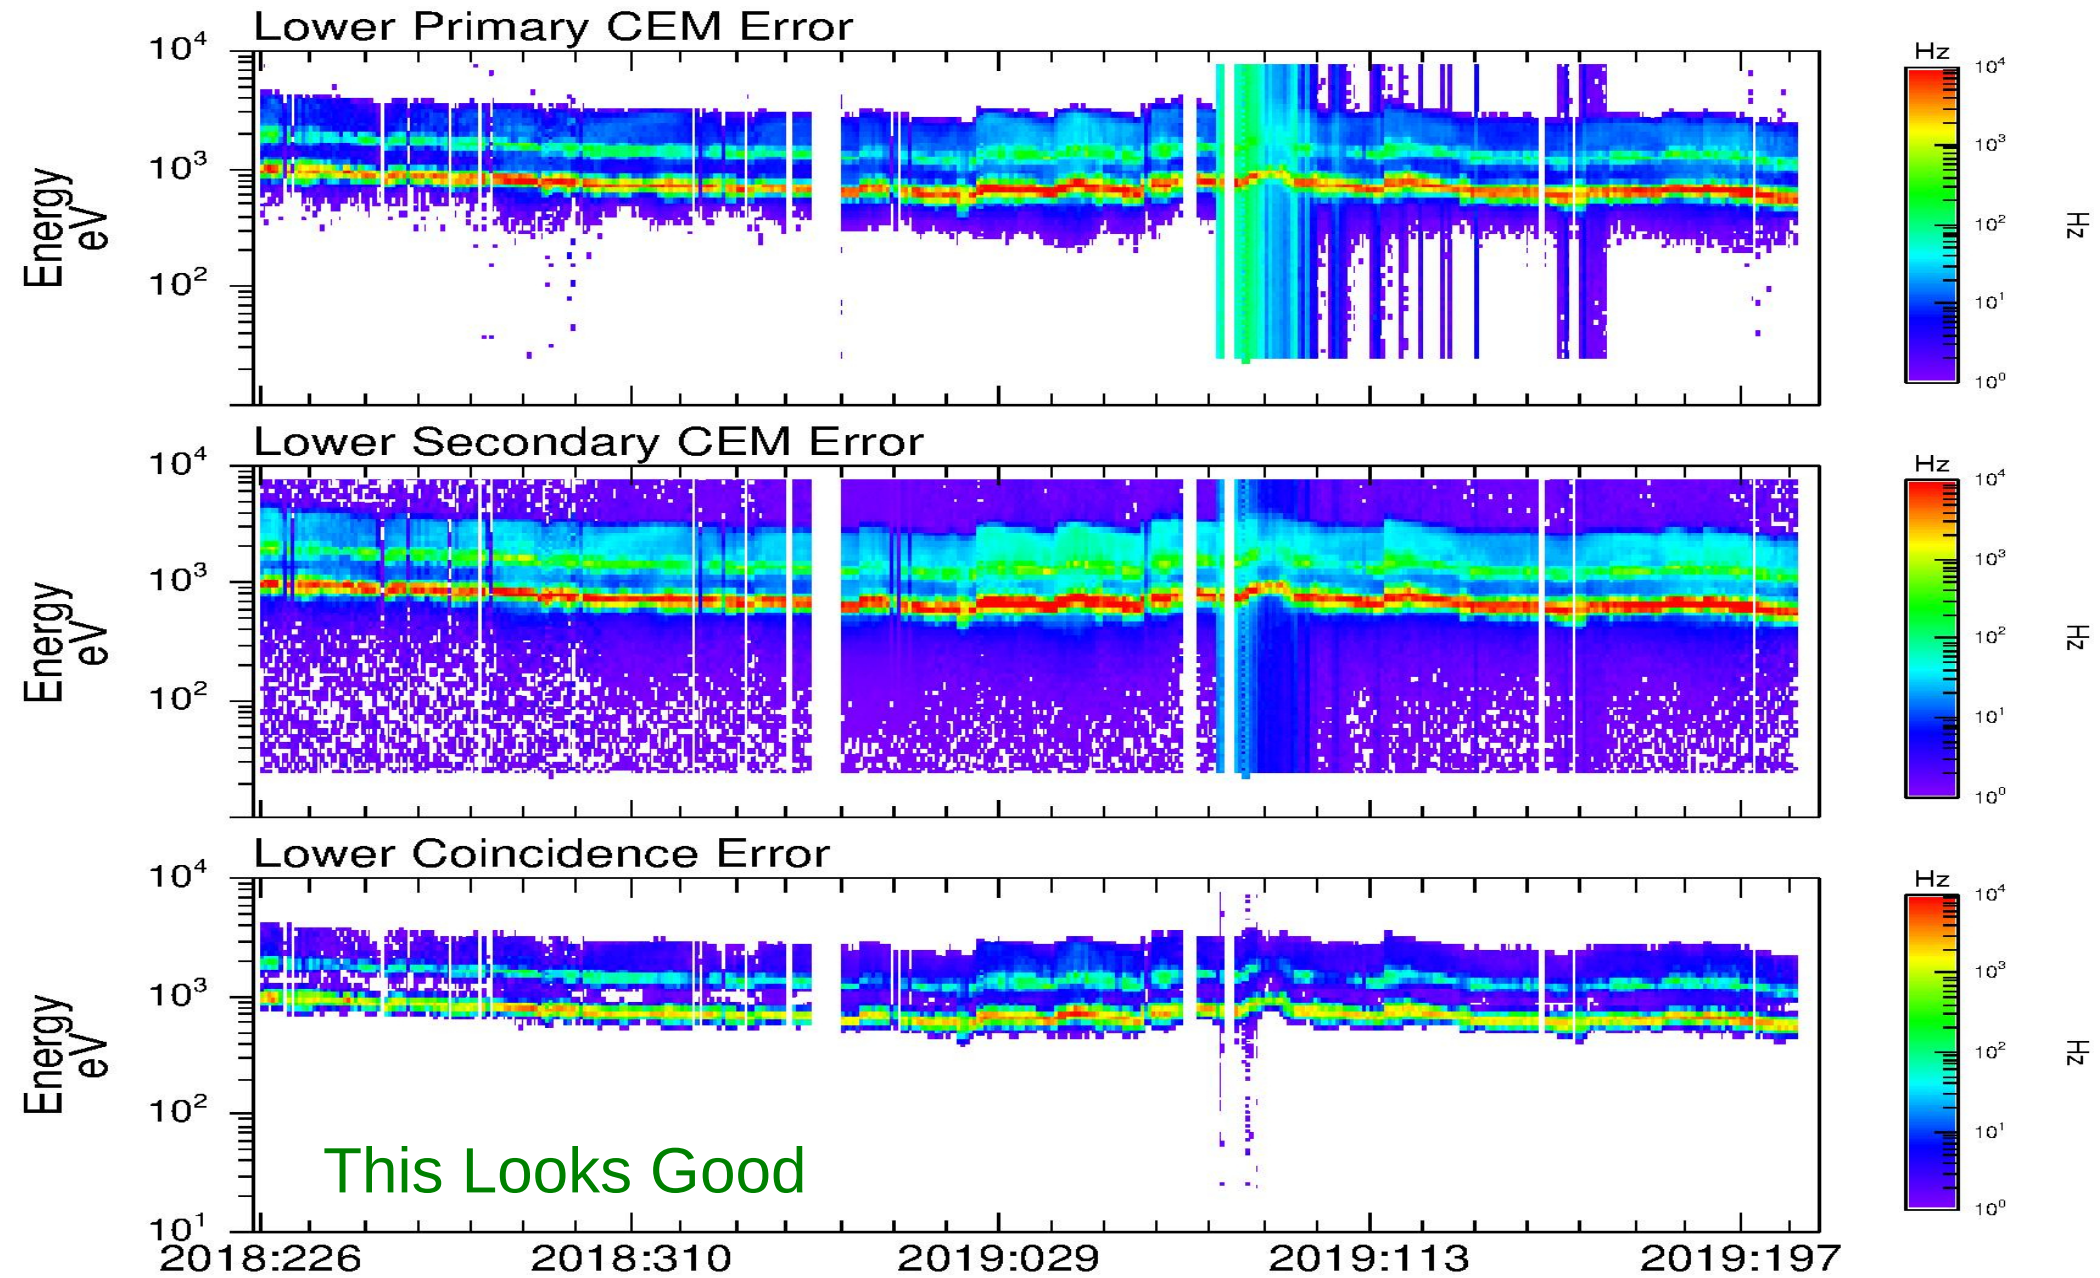 Lower Primary CEM Error
10⁴
10³
10²
Energy
eV
Hz
10⁴
10³
10²
10¹
10⁰
Hz
Lower Secondary CEM Error
10⁴
10³
10²
Energy
eV
Hz
10⁴
10³
10²
10¹
10⁰
Hz
Lower Coincidence Error
10⁴
10³
10²
10¹
Energy
eV
This Looks Good
Hz
10⁴
10³
10²
10¹
10⁰
Hz
2018:226 2018:310 2019:029 2019:113 2019:197